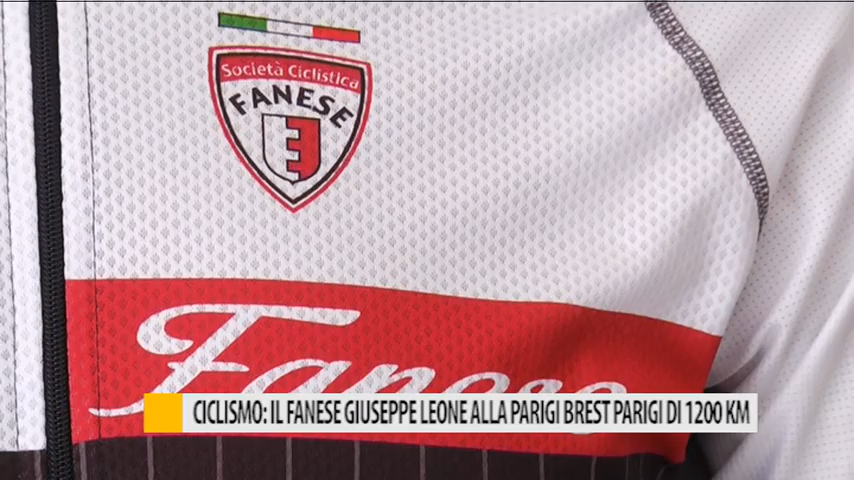 Società Ciclistica
FANESE
Fanese
CICLISMO: IL FANESE GIUSEPPE LEONE ALLA PARIGI BREST PARIGI DI 1200 KM